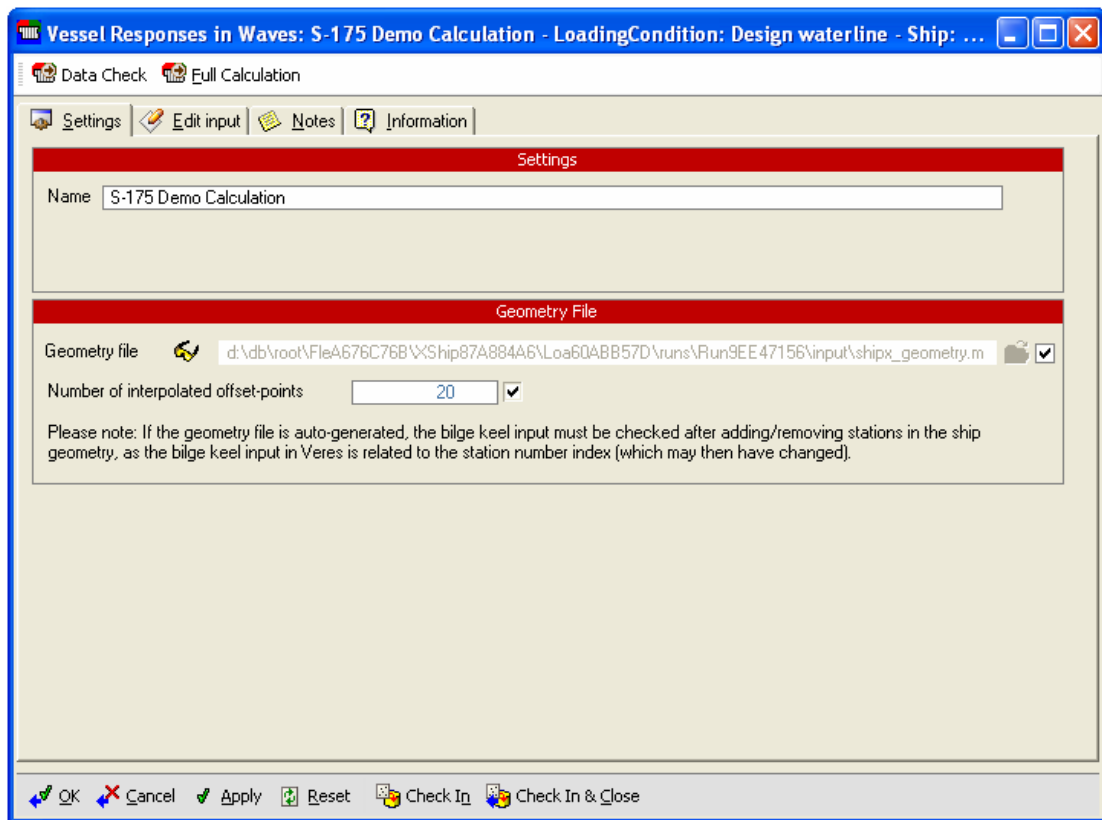 Vessel Responses in Waves: S-175 Demo Calculation - LoadingCondition: Design waterline - Ship: ...
Data Check Full Calculation
Settings Edit input Notes Information
Settings
Name S-175 Demo Calculation
Geometry File
Geometry file d:\db\root\FleA676C76B\XShip87A884A6\Loa60ABB57D\runs\Run9EE47156\input\shipx_geometry.m
Number of interpolated offset-points 20
Please note: If the geometry file is auto-generated, the bilge keel input must be checked after adding/removing stations in the ship
geometry, as the bilge keel input in Veres is related to the station number index (which may then have changed).
OK Cancel Apply Reset Check In Check In & Close